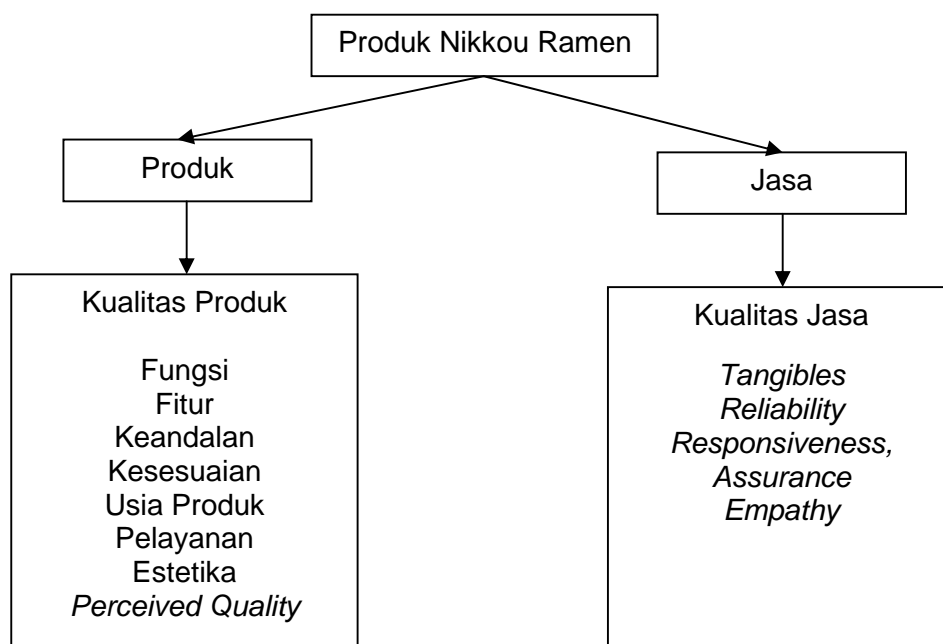 Produk Nikkou Ramen
Produk
Jasa
Kualitas Produk
Fungsi
Fitur
Keandalan
Kesesuaian
Usia Produk
Pelayanan
Estetika
Perceived Quality
Kualitas Jasa
Tangibles
Reliability
Responsiveness,
Assurance
Empathy